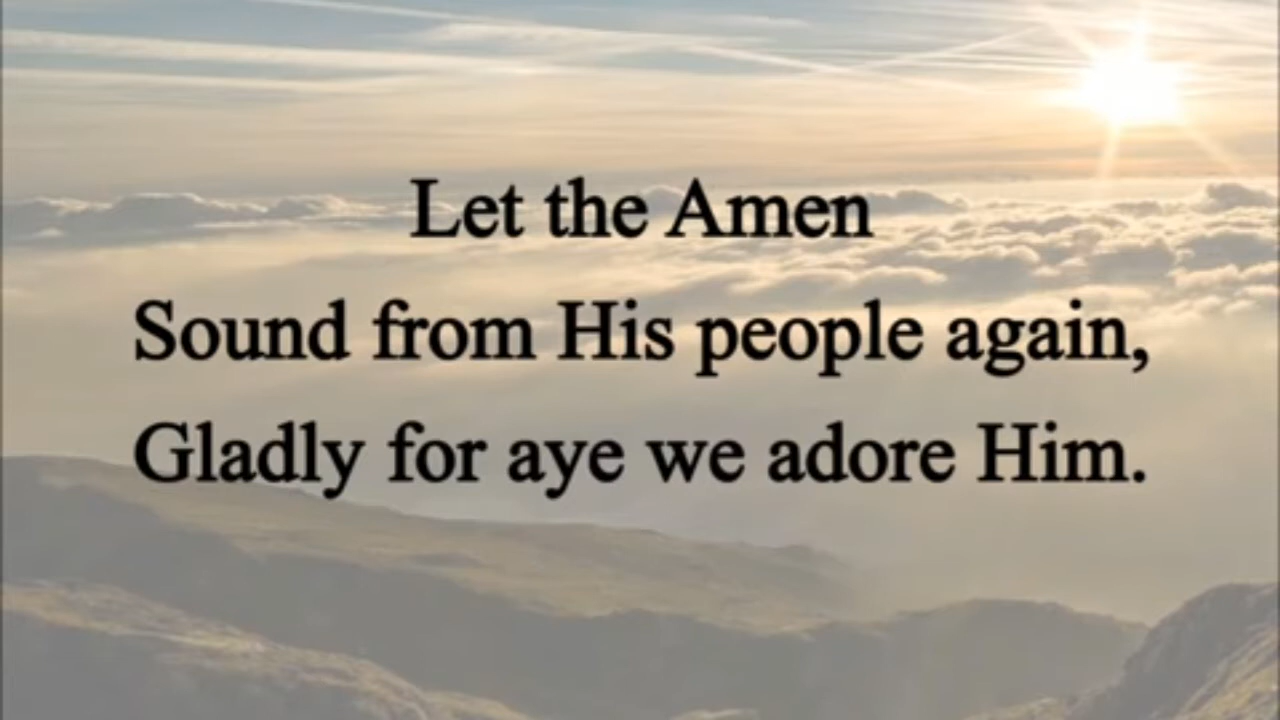 Let the Amen
Sound from His people again,
Gladly for aye we adore Him.